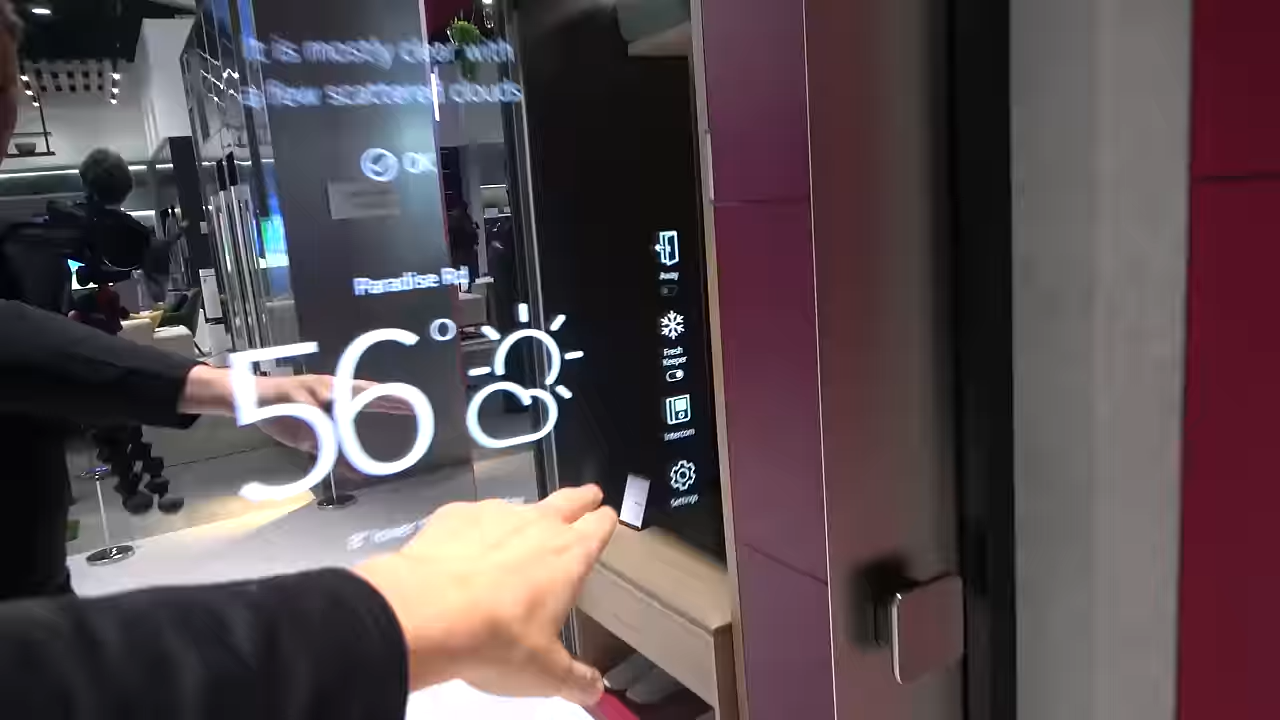 It is mostly clear with
a few scattered clouds
OK
Paradise Rd
56°
Away
Fresh
Keeper
Intercom
Settings